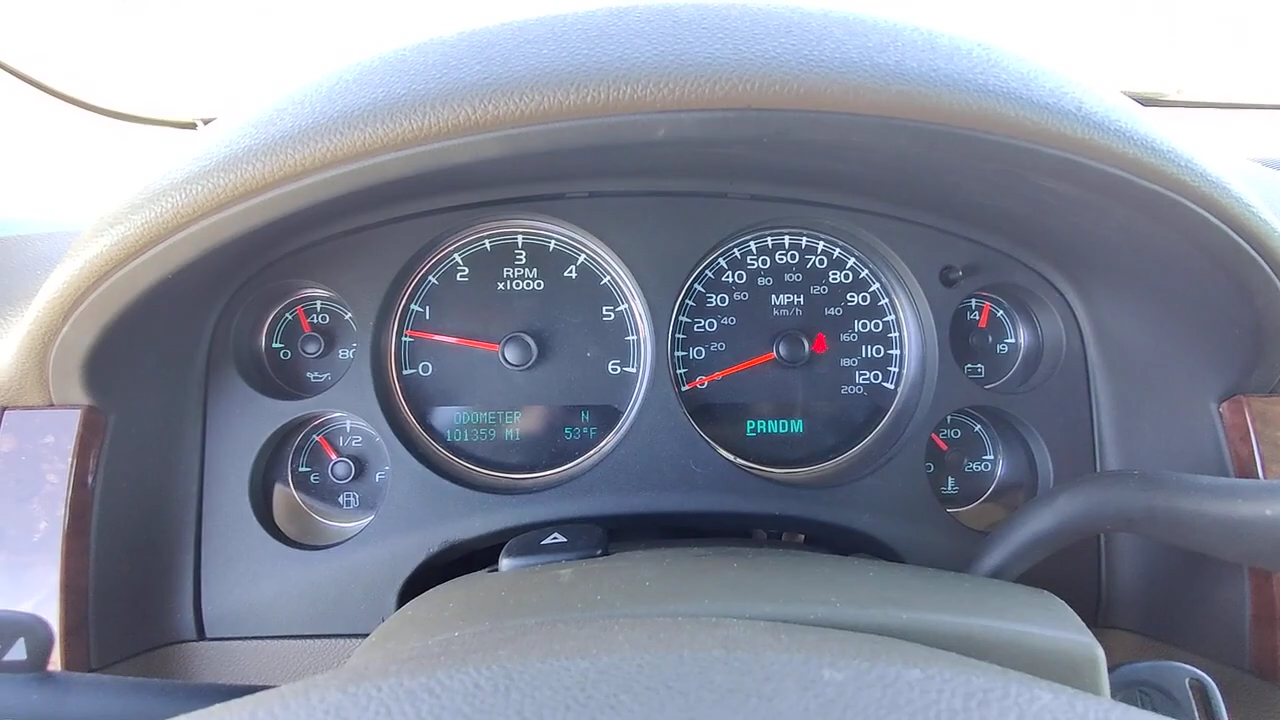 0 40 80
E 1/2 F
0 1 2 3 4 5 6
RPM
x1000
ODOMETER N
101359 MI 53°F
0 10 20 30 40 50 60 70 80 90 100 110 120
20 40 60 80 100 120 140 160 180 200
MPH
km/h
PRNDM
14 19
210 260